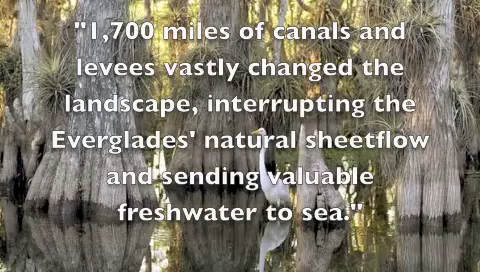 "1,700 miles of canals and
levees vastly changed the
landscape, interrupting the
Everglades' natural sheetflow
and sending valuable
freshwater to sea."